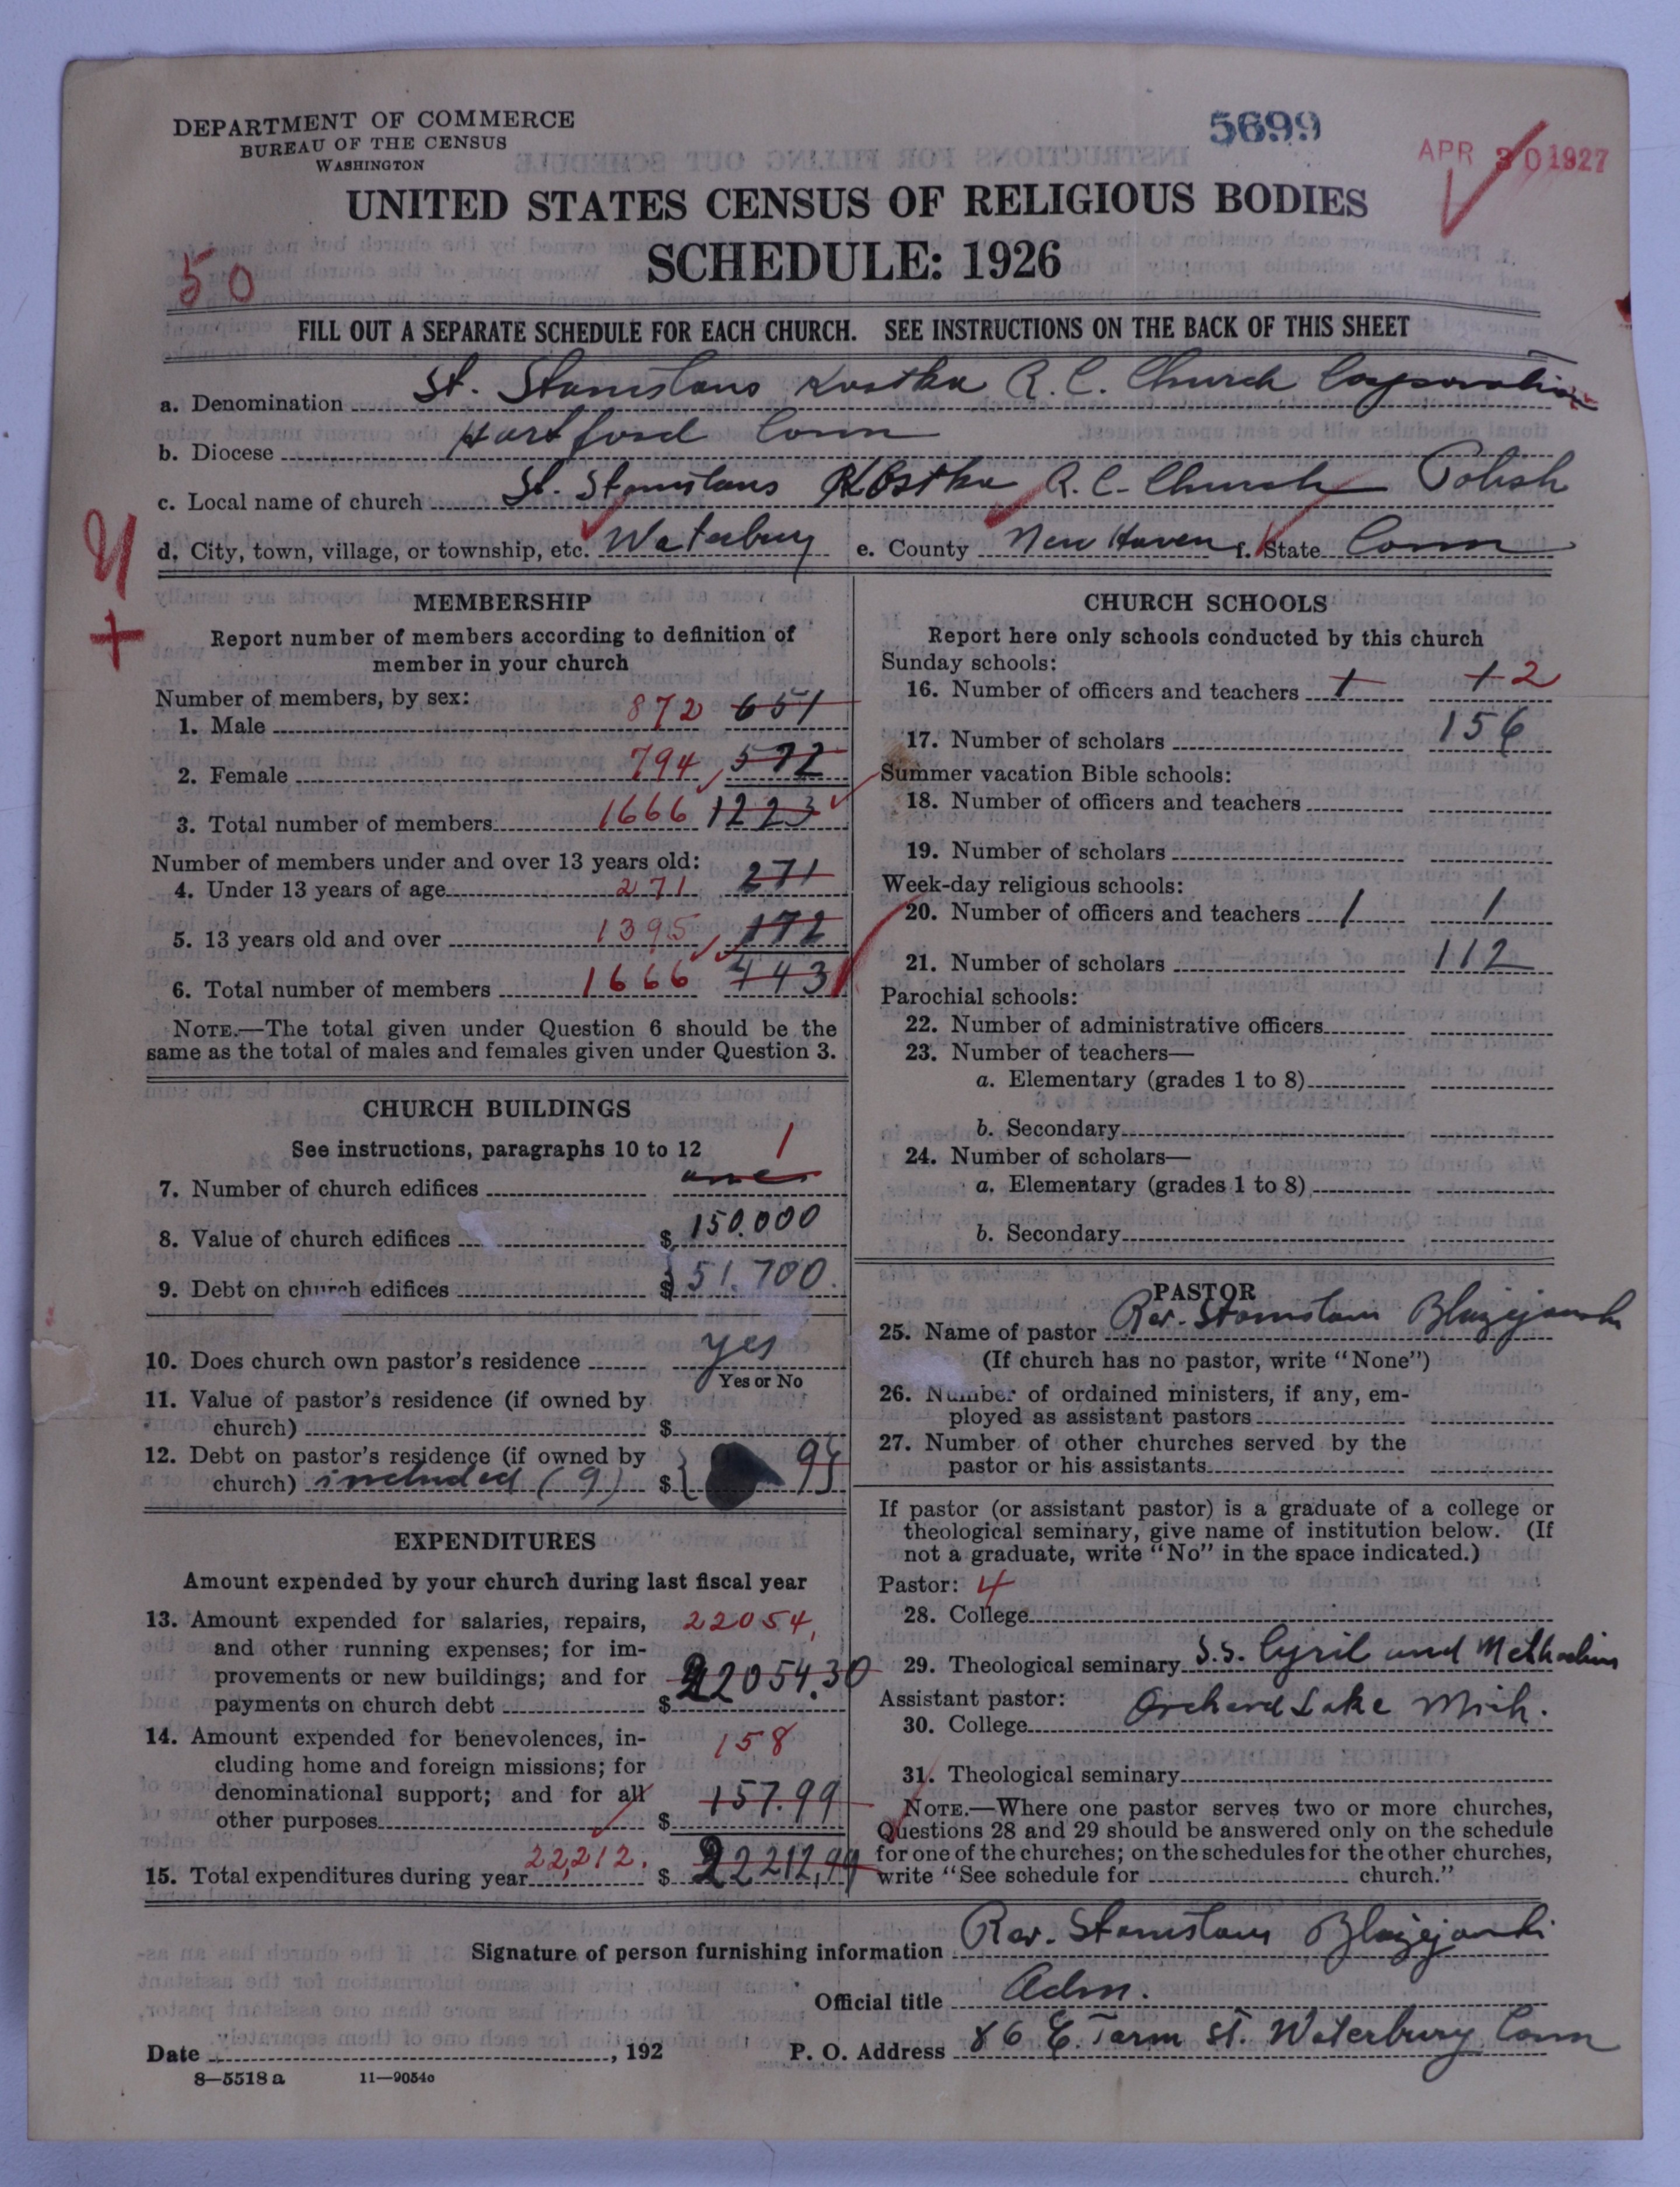 DEPARTMENT OF COMMERCE
BUREAU OF THE CENSUS
WASHINGTON
5699
APR 30 1927
UNITED STATES CENSUS OF RELIGIOUS BODIES
SCHEDULE: 1926
50
FILL OUT A SEPARATE SCHEDULE FOR EACH CHURCH. SEE INSTRUCTIONS ON THE BACK OF THIS SHEET
a. Denomination St. Stanislaus Kostka R. C. Church Corporation
b. Diocese Hartford Conn
c. Local name of church St. Stanislaus Kostka R. C. Church Polish
d. City, town, village, or township, etc. Waterbury e. County New Haven f. State Conn
MEMBERSHIP
Report number of members according to definition of
member in your church
Number of members, by sex:
1. Male 872 651
2. Female 794 572
3. Total number of members 1666 1223
Number of members under and over 13 years old:
4. Under 13 years of age 271 271
5. 13 years old and over 1395 172
6. Total number of members 1666 443
NOTE.—The total given under Question 6 should be the
same as the total of males and females given under Question 3.
CHURCH BUILDINGS
See instructions, paragraphs 10 to 12 1
7. Number of church edifices one
8. Value of church edifices $ 150.000
9. Debt on church edifices $ 51.700.
10. Does church own pastor's residence yes
Yes or No
11. Value of pastor's residence (if owned by
church) $
12. Debt on pastor's residence (if owned by
church) included (9) $
EXPENDITURES
Amount expended by your church during last fiscal year
13. Amount expended for salaries, repairs, 22054,
and other running expenses; for im-
provements or new buildings; and for 22054.30
payments on church debt $
14. Amount expended for benevolences, in- 158
cluding home and foreign missions; for
denominational support; and for all 157.99
other purposes $
15. Total expenditures during year 22,212. $ 22212,99
CHURCH SCHOOLS
Report here only schools conducted by this church
Sunday schools:
16. Number of officers and teachers 1 1 2
17. Number of scholars 156
Summer vacation Bible schools:
18. Number of officers and teachers
19. Number of scholars
Week-day religious schools:
20. Number of officers and teachers 1 1
21. Number of scholars 112
Parochial schools:
22. Number of administrative officers
23. Number of teachers—
a. Elementary (grades 1 to 8)
b. Secondary
24. Number of scholars—
a. Elementary (grades 1 to 8)
b. Secondary
PASTOR
25. Name of pastor Rev. Stanislaus Blazejowski
(If church has no pastor, write "None")
26. Number of ordained ministers, if any, em-
ployed as assistant pastors
27. Number of other churches served by the
pastor or his assistants
If pastor (or assistant pastor) is a graduate of a college or
theological seminary, give name of institution below. (If
not a graduate, write "No" in the space indicated.)
Pastor: 4
28. College
29. Theological seminary S.S. Cyril and Methodius
Assistant pastor: Orchard Lake Mich.
30. College
31. Theological seminary
NOTE.—Where one pastor serves two or more churches,
Questions 28 and 29 should be answered only on the schedule
for one of the churches; on the schedules for the other churches,
write "See schedule for church."
Signature of person furnishing information Rev. Stanislaus Blazejowski
Official title Adm.
Date , 192 P. O. Address 86 E. Farm St. Waterbury Conn
8—5518 a 11—9054o